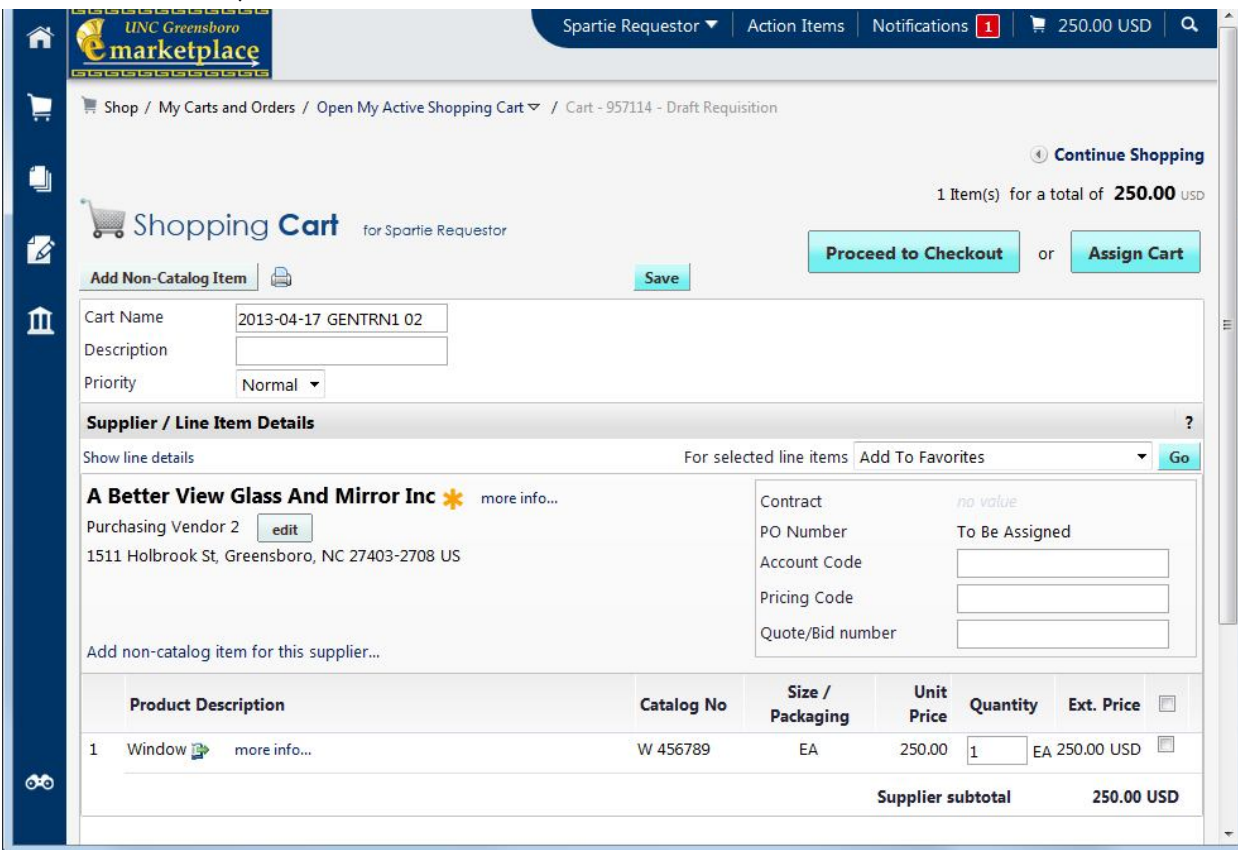 UNC Greensboro
emarketplace
Spartie Requestor Action Items Notifications 1 250.00 USD
Shop / My Carts and Orders / Open My Active Shopping Cart / Cart - 957114 - Draft Requisition
Continue Shopping
1 Item(s) for a total of 250.00 USD
Shopping Cart for Spartie Requestor
Proceed to Checkout or Assign Cart
Add Non-Catalog Item Save
Cart Name 2013-04-17 GENTRN1 02
Description
Priority Normal
Supplier / Line Item Details ?
Show line details For selected line items Add To Favorites Go
A Better View Glass And Mirror Inc more info...
Purchasing Vendor 2 edit
1511 Holbrook St, Greensboro, NC 27403-2708 US
Contract no value
PO Number To Be Assigned
Account Code
Pricing Code
Quote/Bid number
Add non-catalog item for this supplier...
Product Description Catalog No Size / Packaging Unit Price Quantity Ext. Price
1 Window more info... W 456789 EA 250.00 1 EA 250.00 USD
Supplier subtotal 250.00 USD